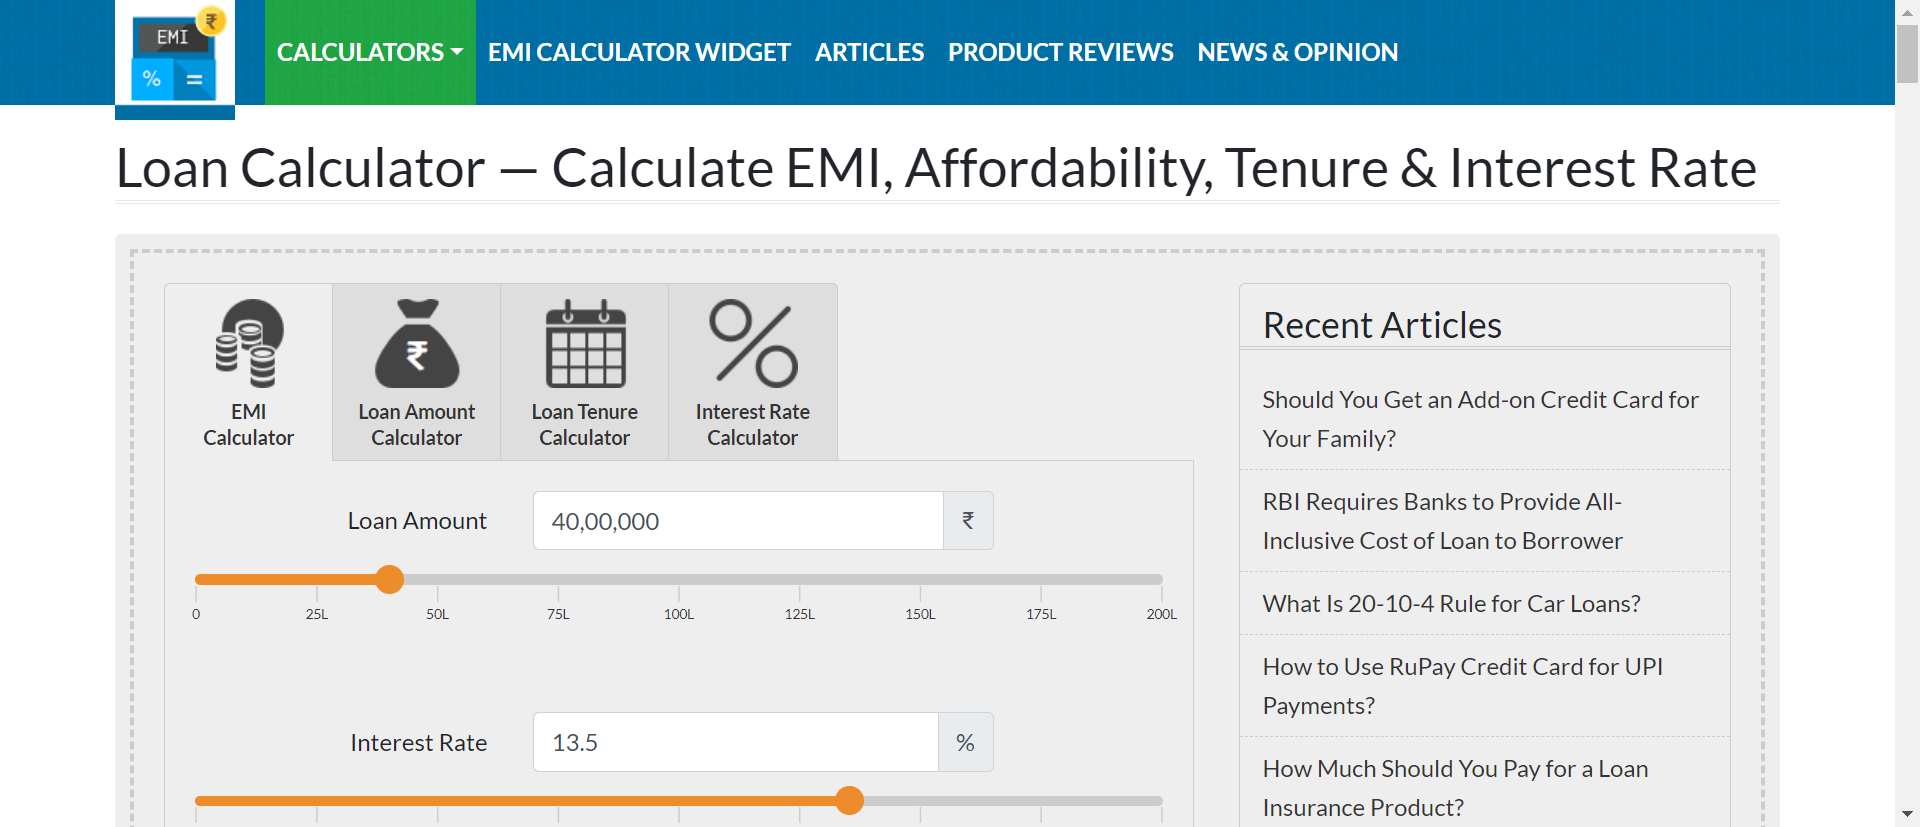 EMI
₹
%
=
CALCULATORS
EMI CALCULATOR WIDGET
ARTICLES
PRODUCT REVIEWS
NEWS & OPINION
Loan Calculator — Calculate EMI, Affordability, Tenure & Interest Rate
EMI
Calculator
₹
Loan Amount
Calculator
Loan Tenure
Calculator
Interest Rate
Calculator
Loan Amount
40,00,000
₹
0
25L
50L
75L
100L
125L
150L
175L
200L
Interest Rate
13.5
%
Recent Articles
Should You Get an Add-on Credit Card for
Your Family?
RBI Requires Banks to Provide All-
Inclusive Cost of Loan to Borrower
What Is 20-10-4 Rule for Car Loans?
How to Use RuPay Credit Card for UPI
Payments?
How Much Should You Pay for a Loan
Insurance Product?